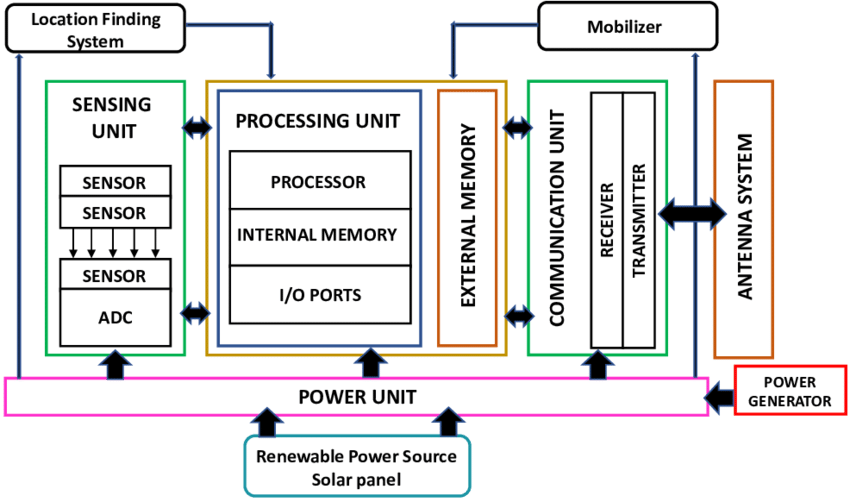 Location Finding
System
Mobilizer
SENSING
UNIT
SENSOR
SENSOR
SENSOR
ADC
PROCESSING UNIT
PROCESSOR
INTERNAL MEMORY
I/O PORTS
EXTERNAL MEMORY
COMMUNICATION UNIT
RECEIVER
TRANSMITTER
ANTENNA SYSTEM
POWER UNIT
POWER
GENERATOR
Renewable Power Source
Solar panel